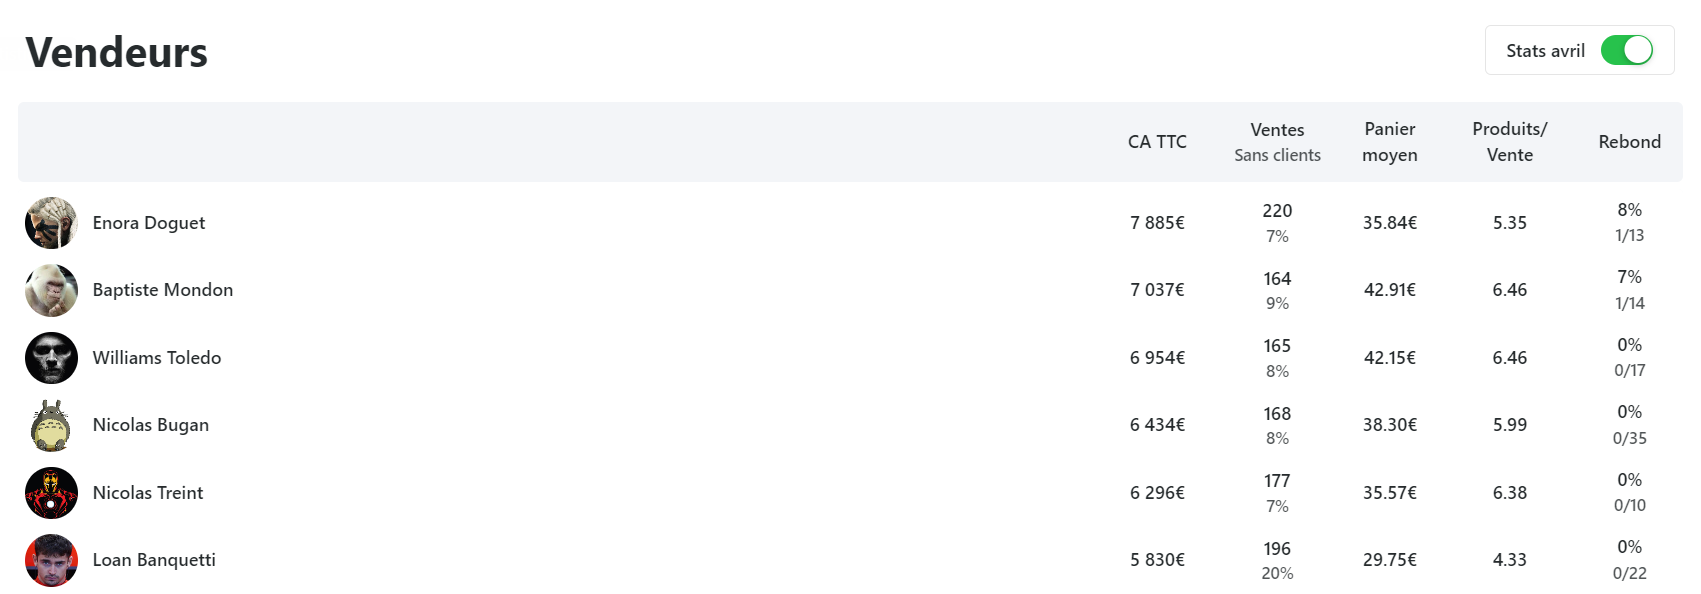 Vendeurs
Stats avril
CA TTC
Ventes
Sans clients
Panier
moyen
Produits/
Vente
Rebond
Enora Doguet
7 885€
220
7%
35.84€
5.35
8%
1/13
Baptiste Mondon
7 037€
164
9%
42.91€
6.46
7%
1/14
Williams Toledo
6 954€
165
8%
42.15€
6.46
0%
0/17
Nicolas Bugan
6 434€
168
8%
38.30€
5.99
0%
0/35
Nicolas Treint
6 296€
177
7%
35.57€
6.38
0%
0/10
Loan Banquetti
5 830€
196
20%
29.75€
4.33
0%
0/22